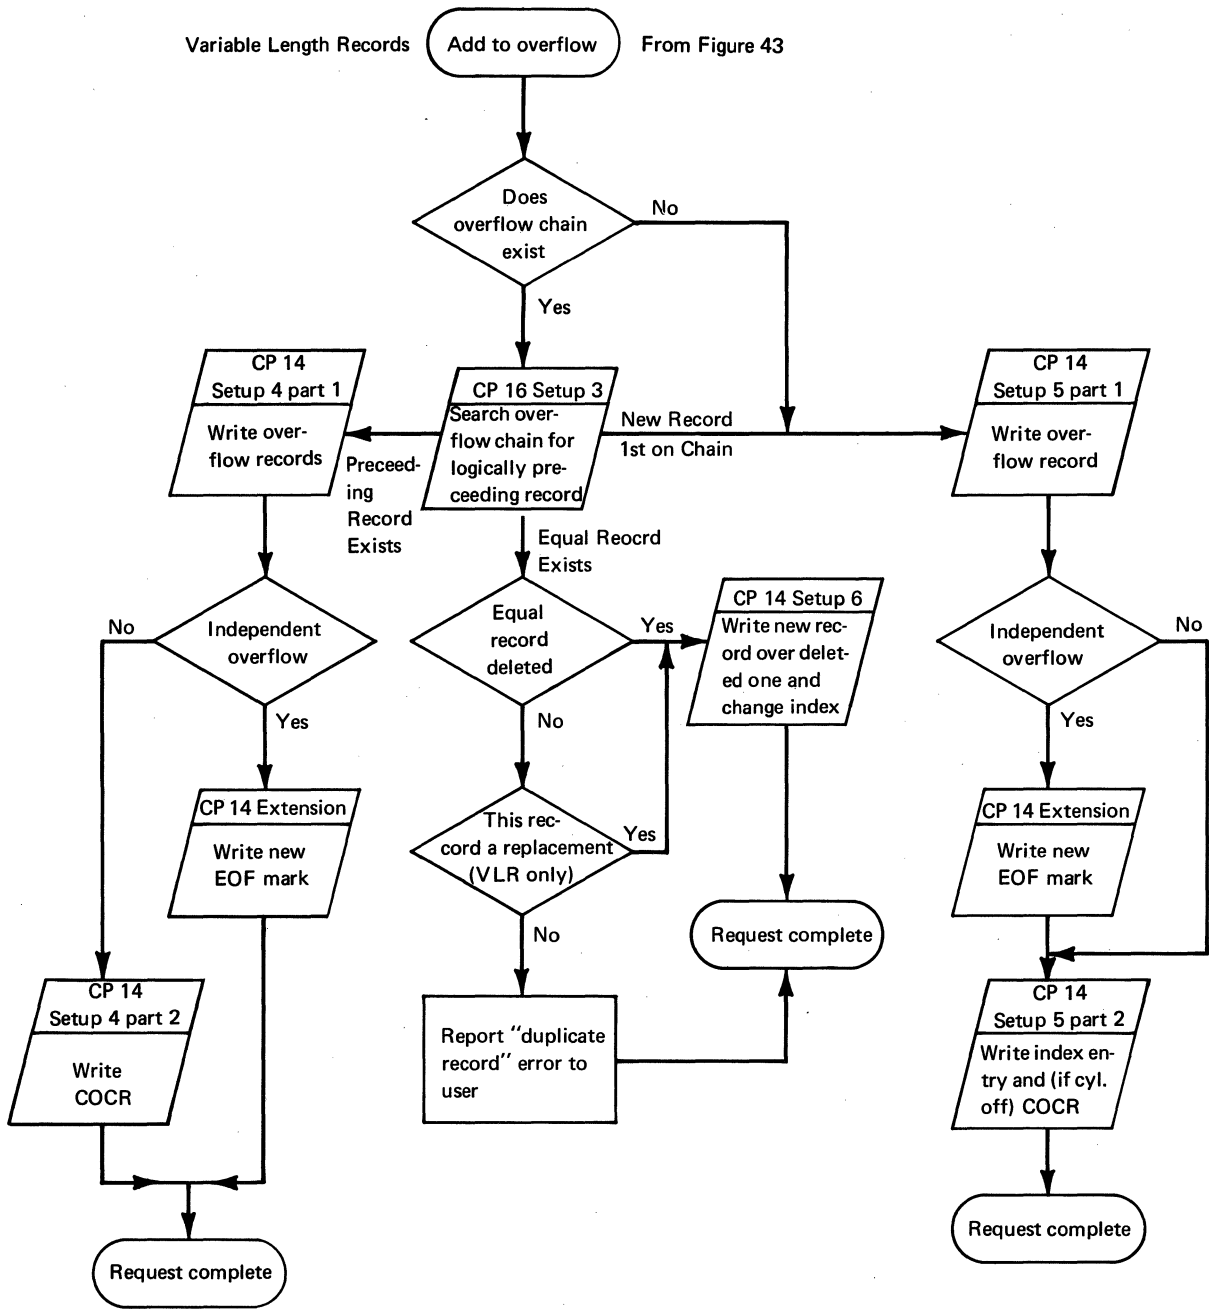 Variable Length Records
Add to overflow
From Figure 43
Does
overflow chain
exist
No
Yes
CP 14
Setup 4 part 1
Write over-
flow records
CP 16 Setup 3
Search over-
flow chain for
logically pre-
ceeding record
New Record
1st on Chain
CP 14
Setup 5 part 1
Write over-
flow record
Preceed-
ing
Record
Exists
Equal Reocrd
Exists
No
Independent
overflow
Yes
Equal
record
deleted
Yes
No
CP 14 Setup 6
Write new rec-
ord over delet-
ed one and
change index
Independent
overflow
No
Yes
CP 14 Extension
Write new
EOF mark
This rec-
ord a replacement
(VLR only)
Yes
No
CP 14 Extension
Write new
EOF mark
Request complete
CP 14
Setup 4 part 2
Write
COCR
Report “duplicate
record” error to
user
CP 14
Setup 5 part 2
Write index en-
try and (if cyl.
off) COCR
Request complete
Request complete